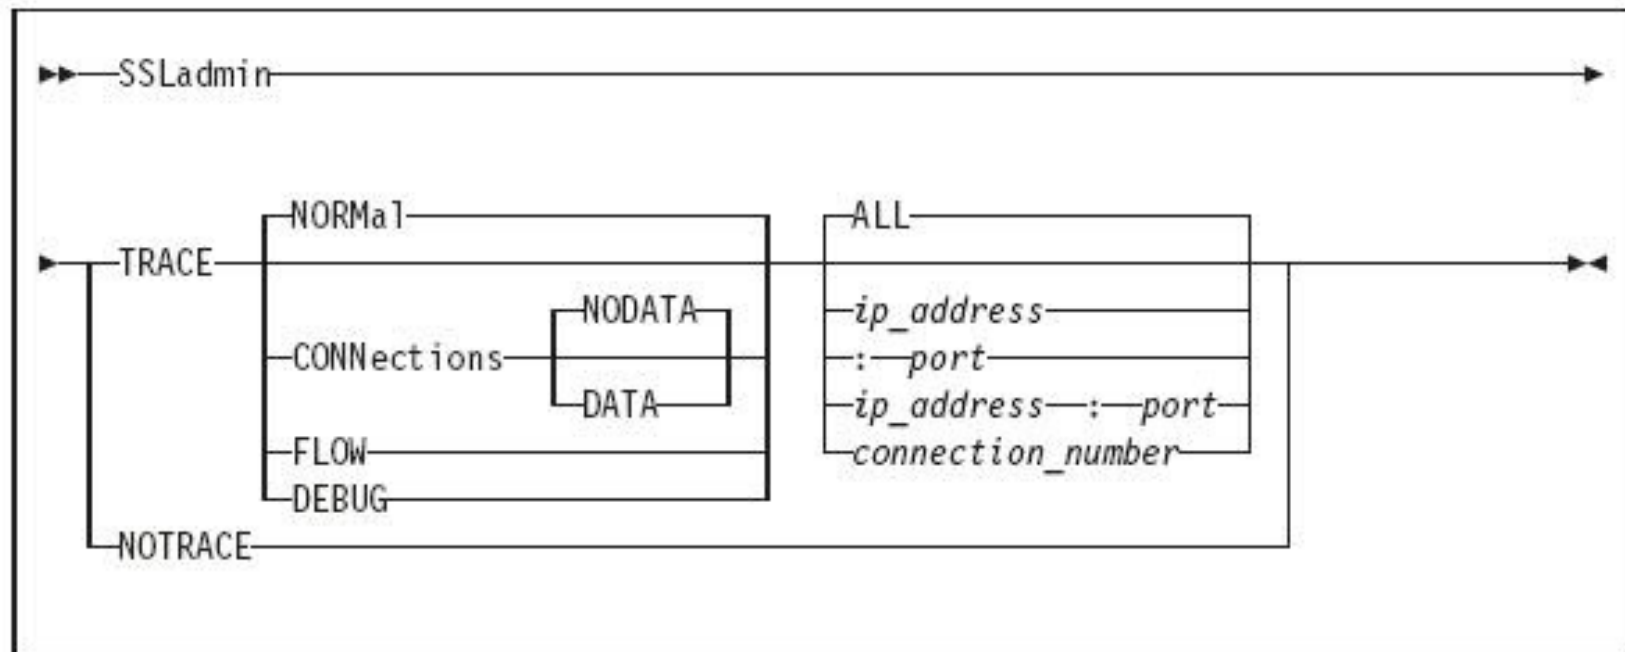 SSLadmin
NORMal ALL
TRACE
NODATA ip_address
CONNections : port
DATA ip_address : port
FLOW connection_number
DEBUG
NOTRACE